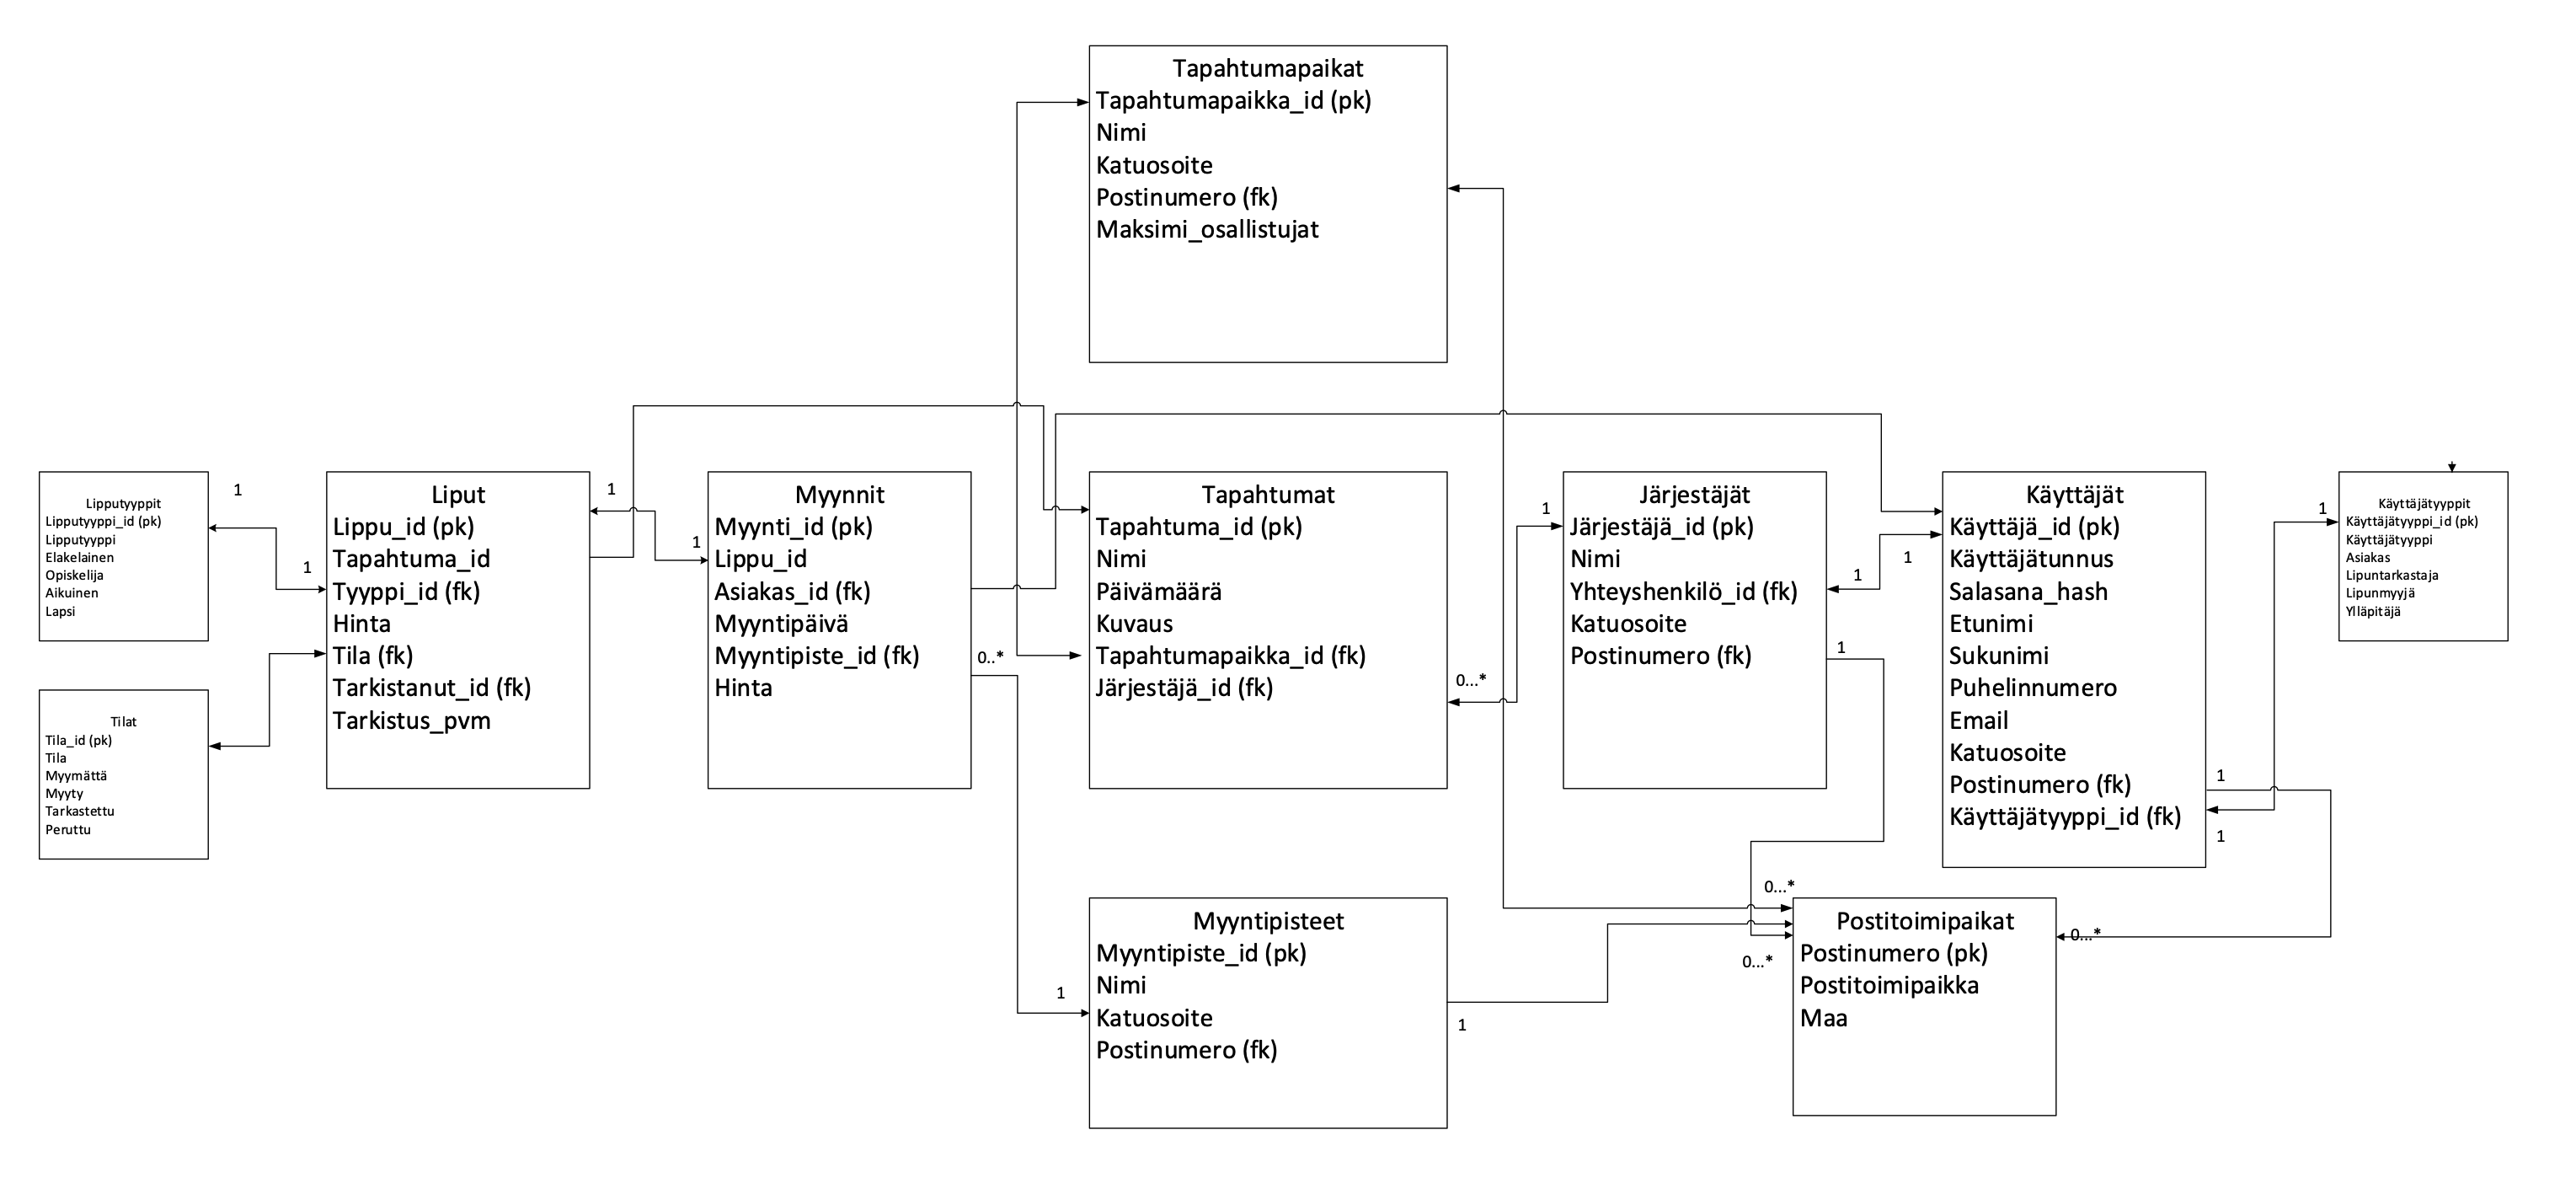 Tapahtumapaikat
Tapahtumapaikka_id (pk)
Nimi
Katuosoite
Postinumero (fk)
Maksimi_osallistujat
Lipputyyppit
Lipputyyppi_id (pk)
Lipputyyppi
Elakelainen
Opiskelija
Aikuinen
Lapsi
1
1
Tilat
Tila_id (pk)
Tila
Myymättä
Myyty
Tarkastettu
Peruttu
Liput
Lippu_id (pk)
Tapahtuma_id
Tyyppi_id (fk)
Hinta
Tila (fk)
Tarkistanut_id (fk)
Tarkistus_pvm
1
1
Myynnit
Myynti_id (pk)
Lippu_id
Asiakas_id (fk)
Myyntipäivä
Myyntipiste_id (fk)
Hinta
0..*
Tapahtumat
Tapahtuma_id (pk)
Nimi
Päivämäärä
Kuvaus
Tapahtumapaikka_id (fk)
Järjestäjä_id (fk)
1
0...*
Järjestäjät
Järjestäjä_id (pk)
Nimi
Yhteyshenkilö_id (fk)
Katuosoite
Postinumero (fk)
1
1
1
Käyttäjät
Käyttäjä_id (pk)
Käyttäjätunnus
Salasana_hash
Etunimi
Sukunimi
Puhelinnumero
Email
Katuosoite
Postinumero (fk)
Käyttäjätyyppi_id (fk)
1
1
1
Käyttäjätyyppit
Käyttäjätyyppi_id (pk)
Käyttäjätyyppi
Asiakas
Lipuntarkastaja
Lipunmyyjä
Ylläpitäjä
1
Myyntipisteet
Myyntipiste_id (pk)
Nimi
Katuosoite
Postinumero (fk)
1
0...*
0...*
0...*
Postitoimipaikat
Postinumero (pk)
Postitoimipaikka
Maa